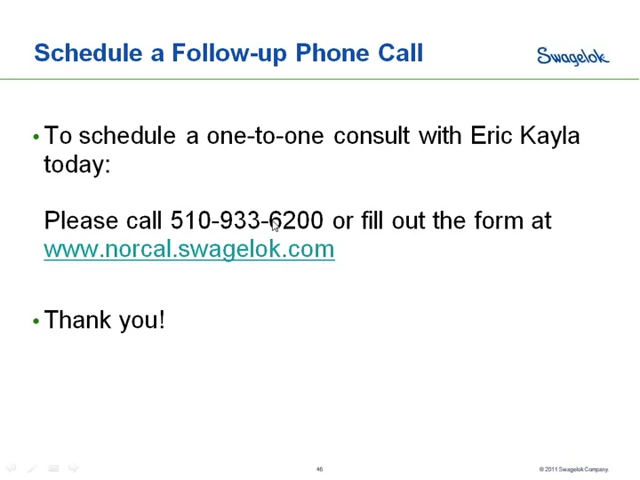 Schedule a Follow-up Phone Call
Swagelok
• To schedule a one-to-one consult with Eric Kayla
today:
Please call 510-933-6200 or fill out the form at
www.norcal.swagelok.com
• Thank you!
46
© 2011 Swagelok Company.